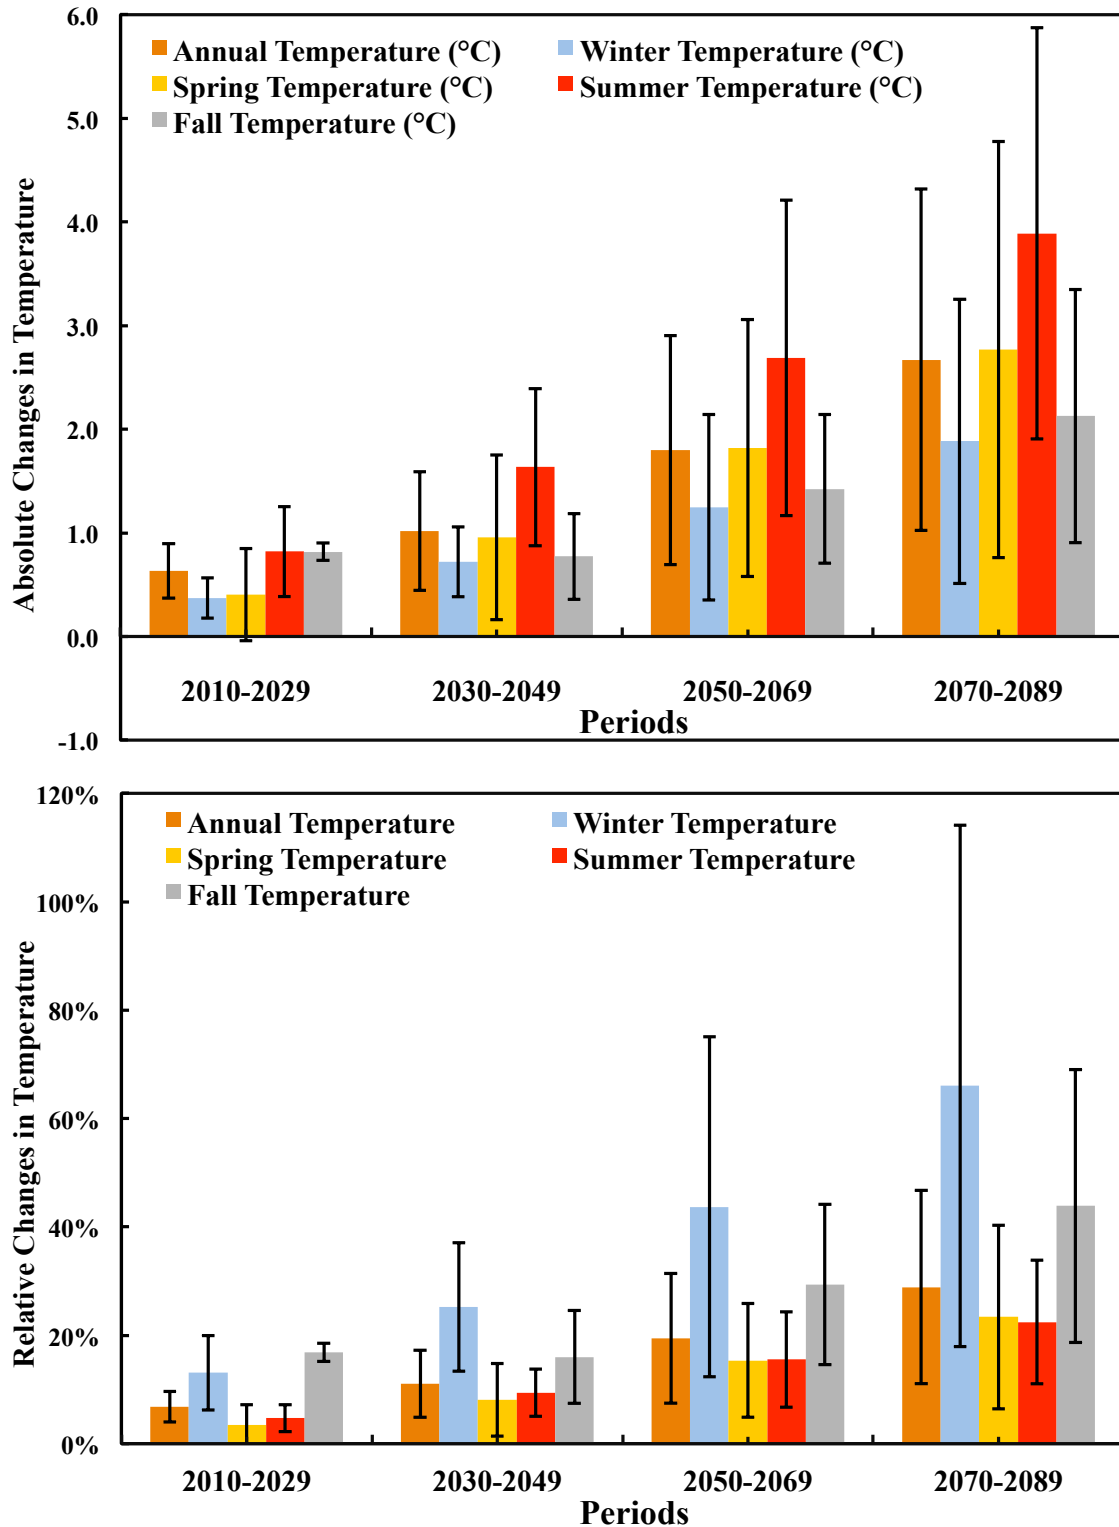 6.0
Annual Temperature (°C)
Winter Temperature (°C)
Spring Temperature (°C)
Summer Temperature (°C)
Fall Temperature (°C)
5.0
4.0
3.0
2.0
1.0
0.0
-1.0
Absolute Changes in Temperature
2010-2029
2030-2049
2050-2069
2070-2089
Periods
120%
Annual Temperature
Winter Temperature
Spring Temperature
Summer Temperature
Fall Temperature
100%
80%
60%
40%
20%
0%
Relative Changes in Temperature
2010-2029
2030-2049
2050-2069
2070-2089
Periods